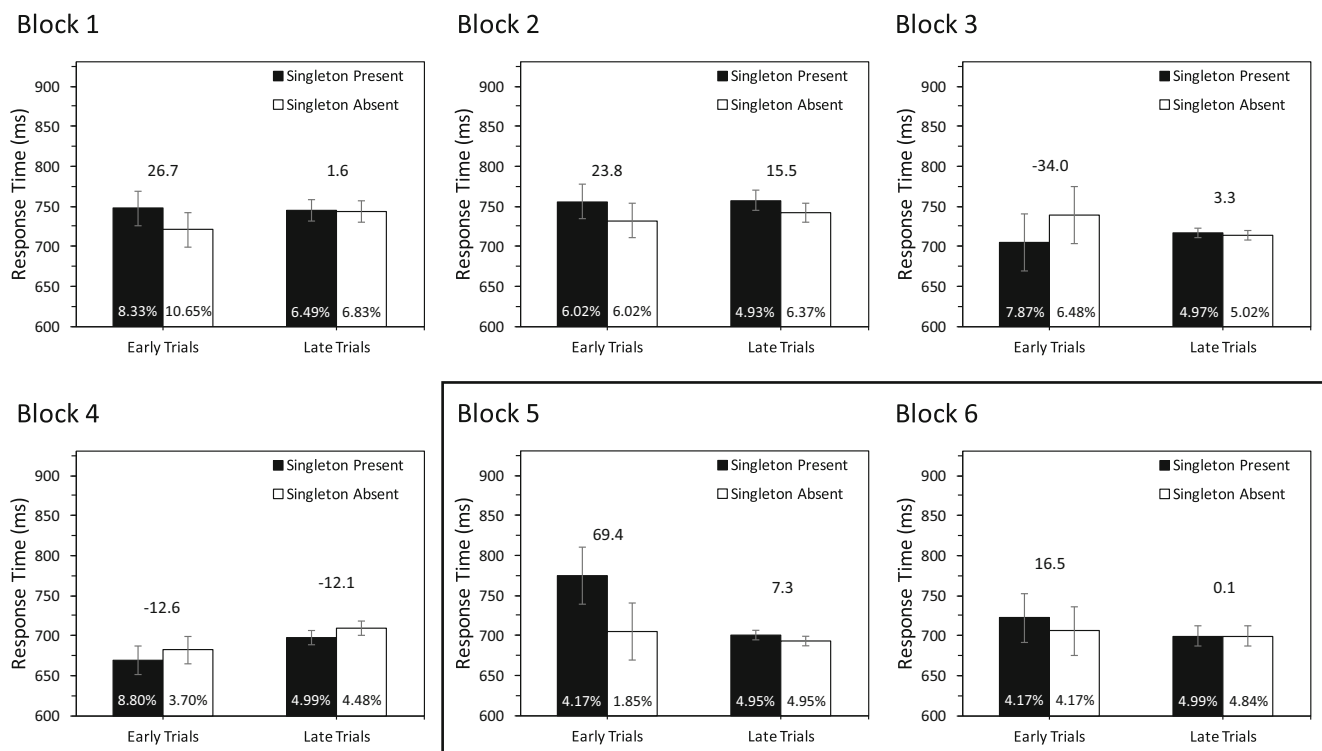 Block 1
Response Time (ms)
900
850
800
750
700
650
600
Singleton Present
Singleton Absent
26.7
1.6
8.33% 10.65% 6.49% 6.83%
Early Trials Late Trials
Block 2
Response Time (ms)
900
850
800
750
700
650
600
Singleton Present
Singleton Absent
23.8
15.5
6.02% 6.02% 4.93% 6.37%
Early Trials Late Trials
Block 3
Response Time (ms)
900
850
800
750
700
650
600
Singleton Present
Singleton Absent
-34.0
3.3
7.87% 6.48% 4.97% 5.02%
Early Trials Late Trials
Block 4
Response Time (ms)
900
850
800
750
700
650
600
Singleton Present
Singleton Absent
-12.6
-12.1
8.80% 3.70% 4.99% 4.48%
Early Trials Late Trials
Block 5
Response Time (ms)
900
850
800
750
700
650
600
Singleton Present
Singleton Absent
69.4
7.3
4.17% 1.85% 4.95% 4.95%
Early Trials Late Trials
Block 6
Response Time (ms)
900
850
800
750
700
650
600
Singleton Present
Singleton Absent
16.5
0.1
4.17% 4.17% 4.99% 4.84%
Early Trials Late Trials